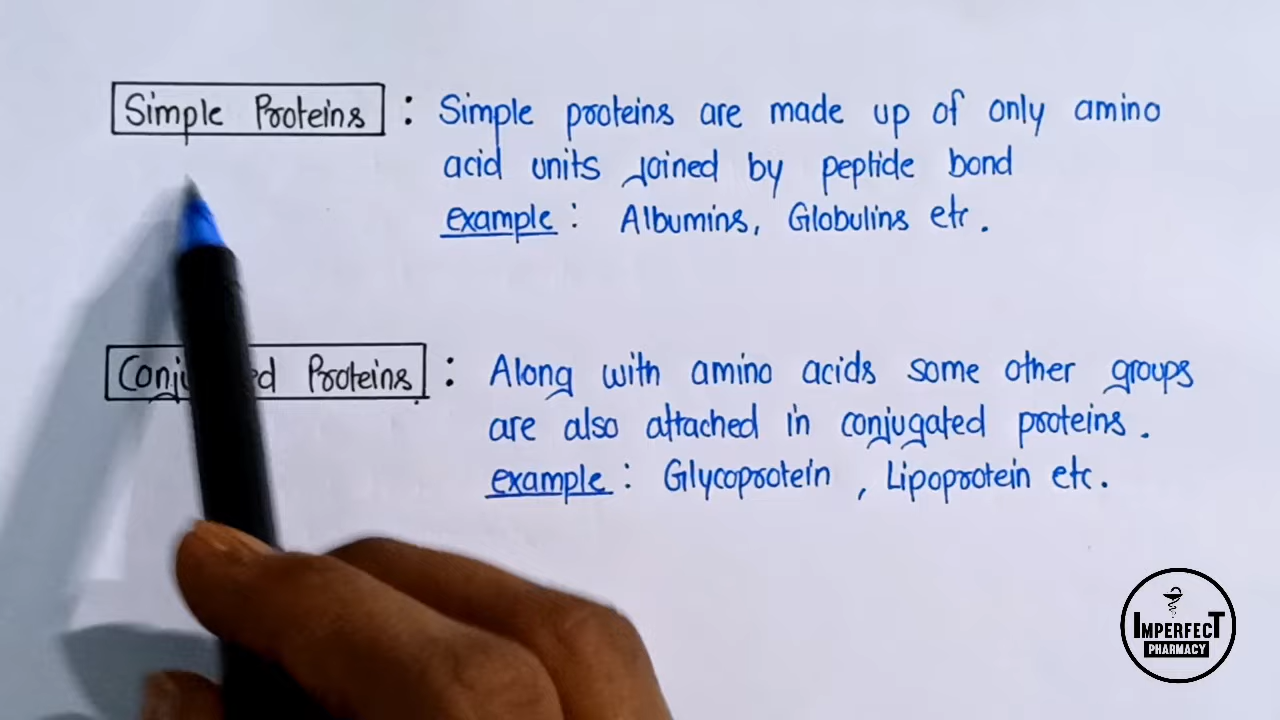 Simple Proteins : Simple proteins are made up of only amino
acid units joined by peptide bond
example : Albumins, Globulins etc.
Proteins : Along with amino acids some other groups
are also attached in conjugated proteins.
example : Glycoprotein , Lipoprotein etc.
IMPERFECT
PHARMACY